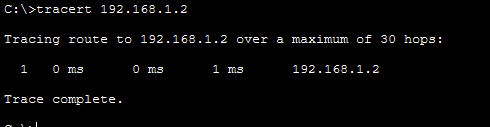 C:\>tracert 192.168.1.2
Tracing route to 192.168.1.2 over a maximum of 30 hops:
1 0 ms 0 ms 1 ms 192.168.1.2
Trace complete.